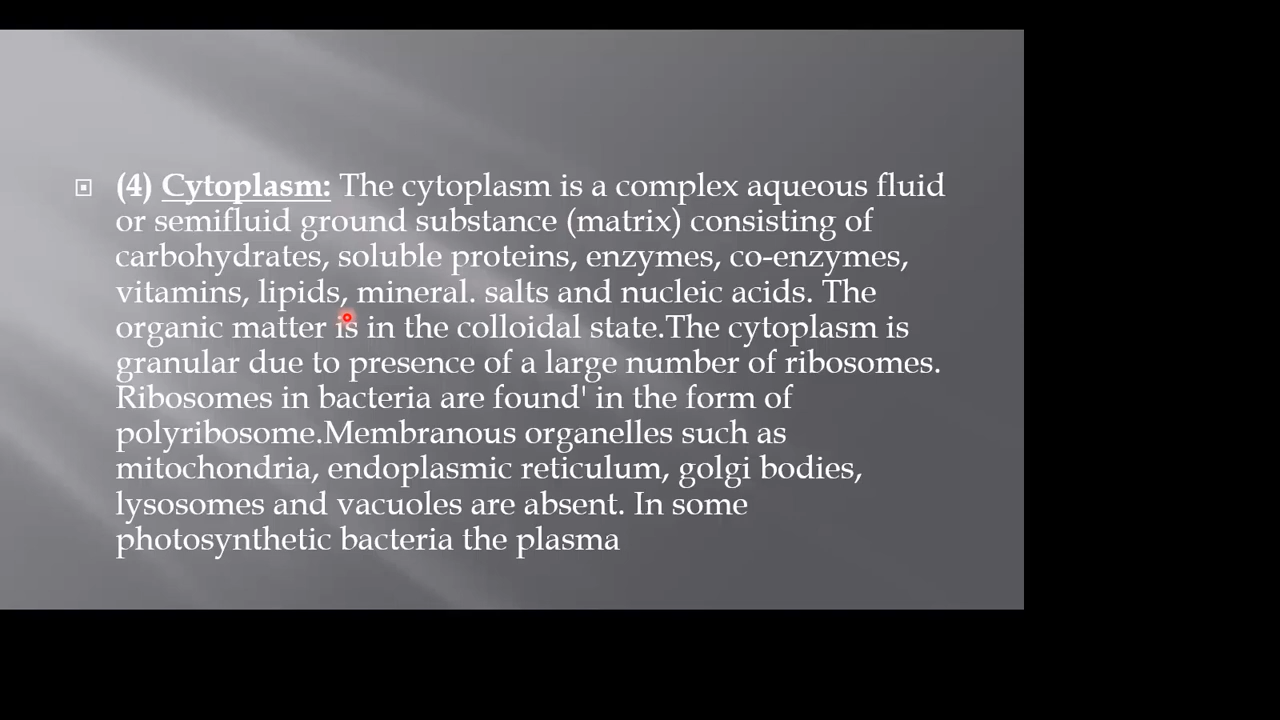 (4) Cytoplasm: The cytoplasm is a complex aqueous fluid
or semifluid ground substance (matrix) consisting of
carbohydrates, soluble proteins, enzymes, co-enzymes,
vitamins, lipids, mineral. salts and nucleic acids. The
organic matter is in the colloidal state.The cytoplasm is
granular due to presence of a large number of ribosomes.
Ribosomes in bacteria are found' in the form of
polyribosome.Membranous organelles such as
mitochondria, endoplasmic reticulum, golgi bodies,
lysosomes and vacuoles are absent. In some
photosynthetic bacteria the plasma